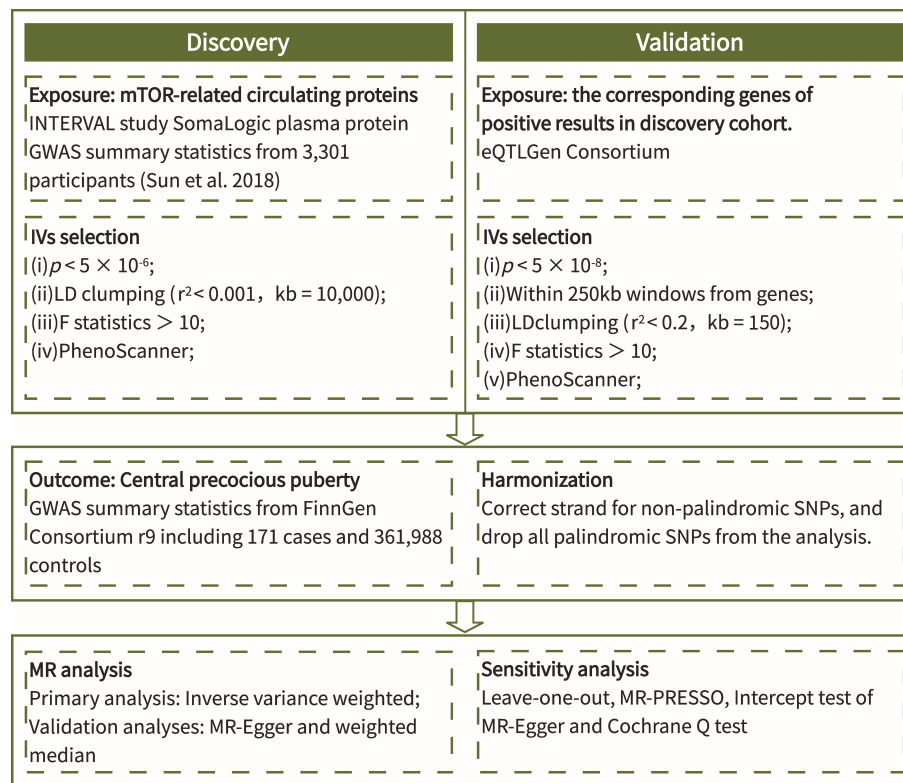 Discovery
Exposure: mTOR-related circulating proteins
INTERVAL study SomaLogic plasma protein
GWAS summary statistics from 3,301
participants (Sun et al. 2018)
IVs selection
(i)p < 5 × 10-6;
(ii)LD clumping (r²< 0.001，kb = 10,000);
(iii)F statistics ＞ 10;
(iv)PhenoScanner;
Validation
Exposure: the corresponding genes of
positive results in discovery cohort.
eQTLGen Consortium
IVs selection
(i)p < 5 × 10-8;
(ii)Within 250kb windows from genes;
(iii)LDclumping (r²< 0.2，kb = 150);
(iv)F statistics ＞ 10;
(v)PhenoScanner;
Outcome: Central precocious puberty
GWAS summary statistics from FinnGen
Consortium r9 including 171 cases and 361,988
controls
Harmonization
Correct strand for non-palindromic SNPs, and
drop all palindromic SNPs from the analysis.
MR analysis
Primary analysis: Inverse variance weighted;
Validation analyses: MR-Egger and weighted
median
Sensitivity analysis
Leave-one-out, MR-PRESSO, Intercept test of
MR-Egger and Cochrane Q test